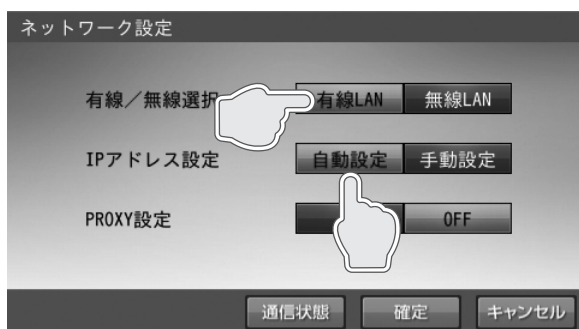 ネットワーク設定
有線／無線選択 有線LAN 無線LAN
IPアドレス設定 自動設定 手動設定
PROXY設定 OFF
通信状態 確定 キャンセル